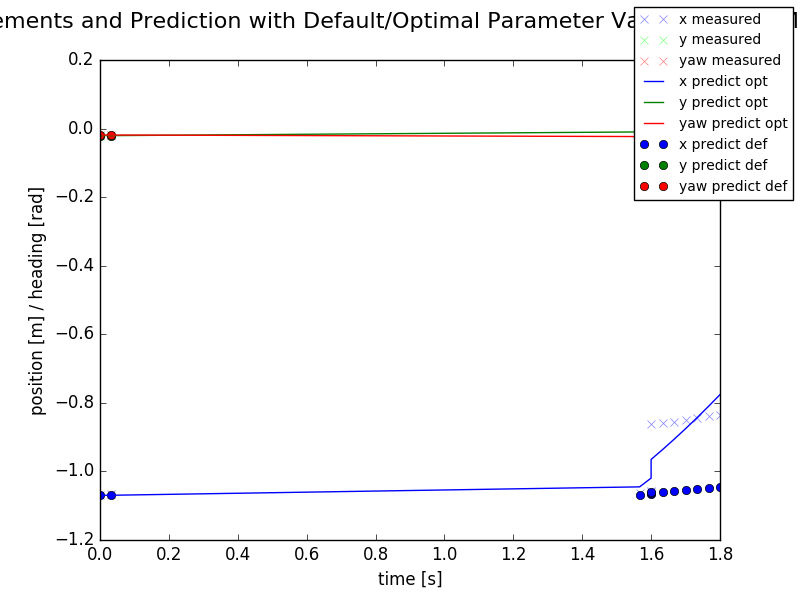 and Prediction with Default/Optimal Parameter
x measured
y measured
yaw measured
x predict opt
y predict opt
yaw predict opt
x predict def
y predict def
yaw predict def
0.2
0.0
−0.2
−0.4
−0.6
−0.8
−1.0
−1.2
position [m] / heading [rad]
0.0 0.2 0.4 0.6 0.8 1.0 1.2 1.4 1.6 1.8
time [s]